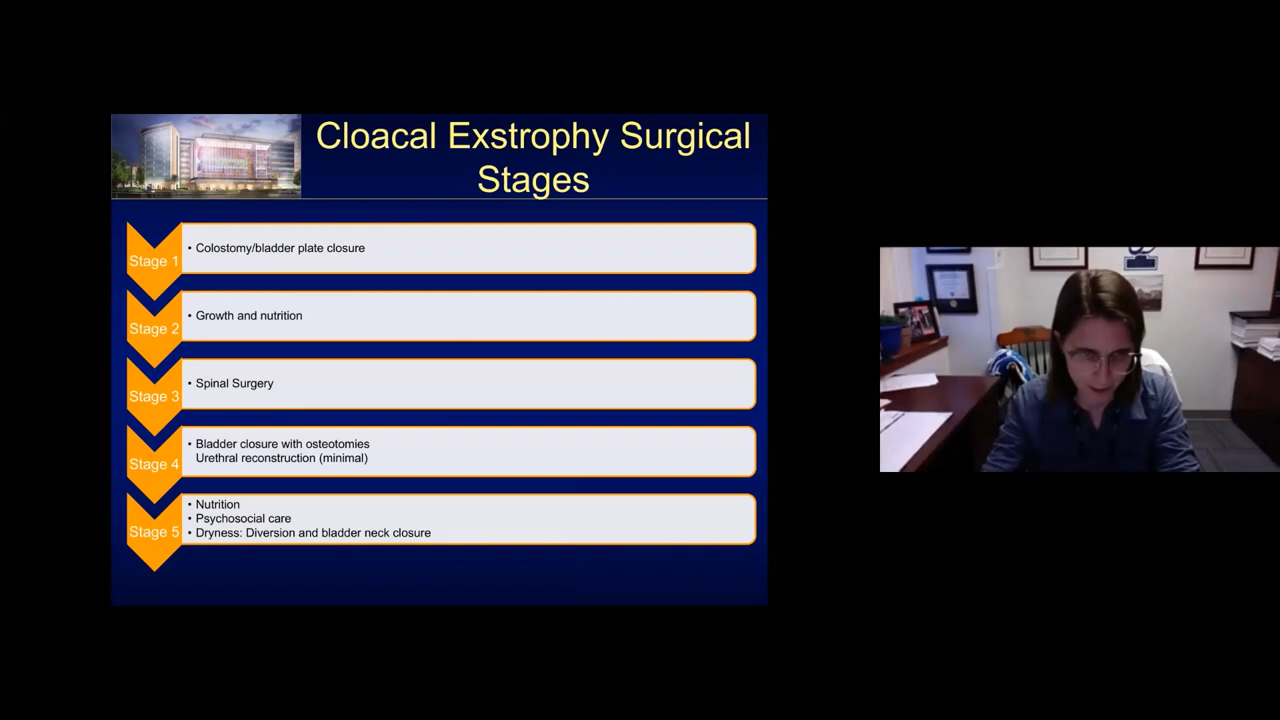 Cloacal Exstrophy Surgical
Stages
Stage 1
• Colostomy/bladder plate closure
Stage 2
• Growth and nutrition
Stage 3
• Spinal Surgery
Stage 4
• Bladder closure with osteotomies
Urethral reconstruction (minimal)
Stage 5
• Nutrition
• Psychosocial care
• Dryness: Diversion and bladder neck closure